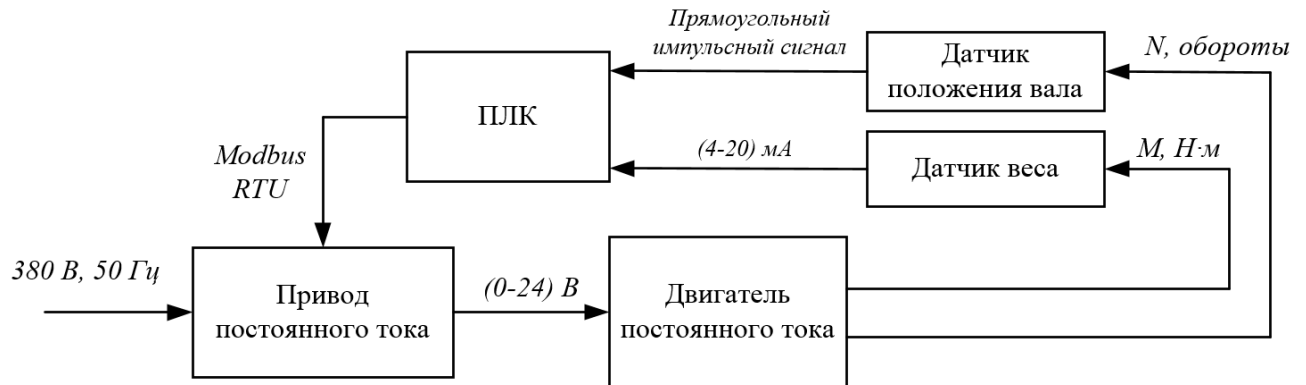 Прямоугольный
импульсный сигнал
Датчик
положения вала
N, обороты
ПЛК
(4-20) мА
Датчик веса
M, Н·м
Modbus
RTU
380 В, 50 Гц
Привод
постоянного тока
(0-24) В
Двигатель
постоянного тока